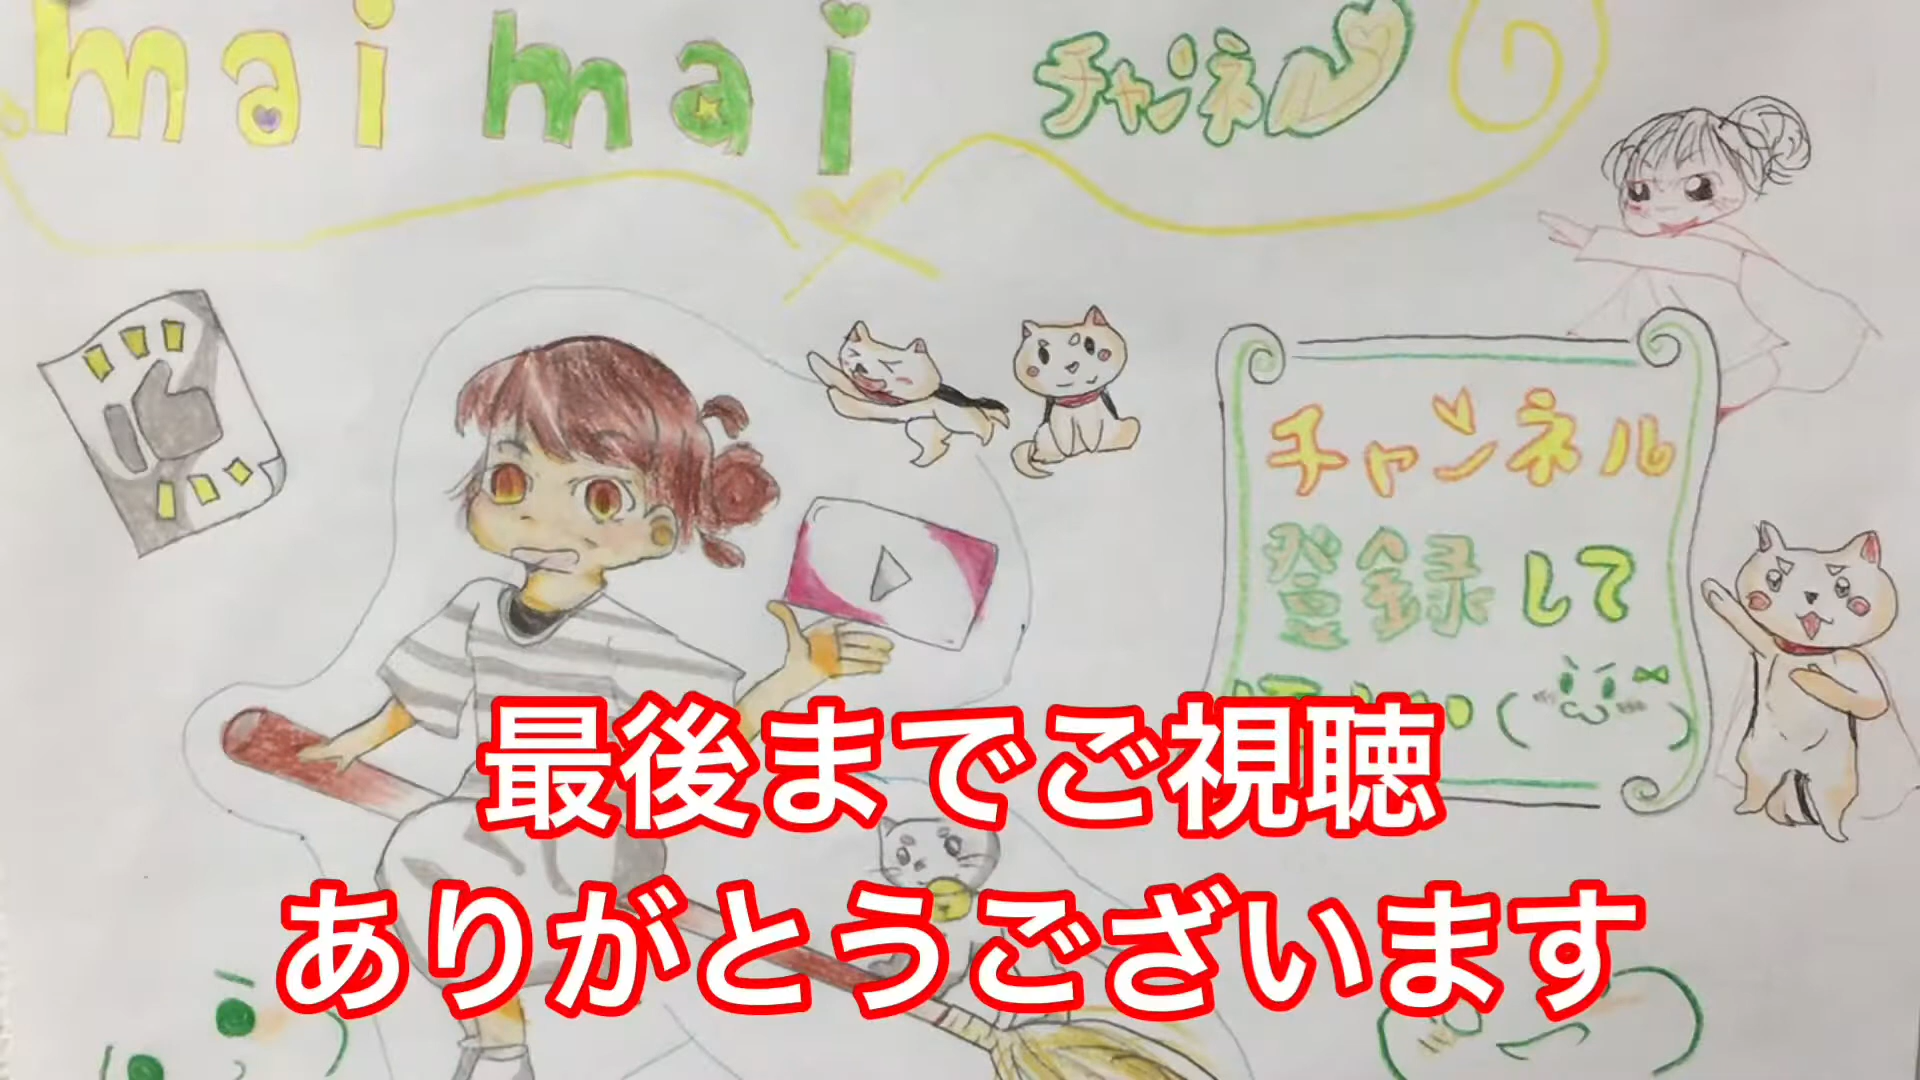 mai mai チャンネル
チャンネル
登録して
最後までご視聴
ありがとうございます